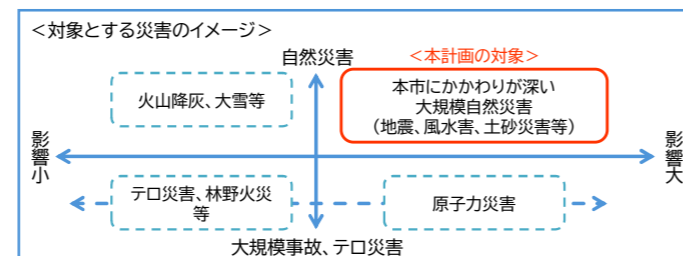 <対象とする災害のイメージ>
自然災害
<本計画の対象>
火山降灰、大雪等
本市にかかわりが深い
大規模自然災害
(地震、風水害、土砂災害等)
影響小
影響大
テロ災害、林野火災
等
原子力災害
大規模事故、テロ災害